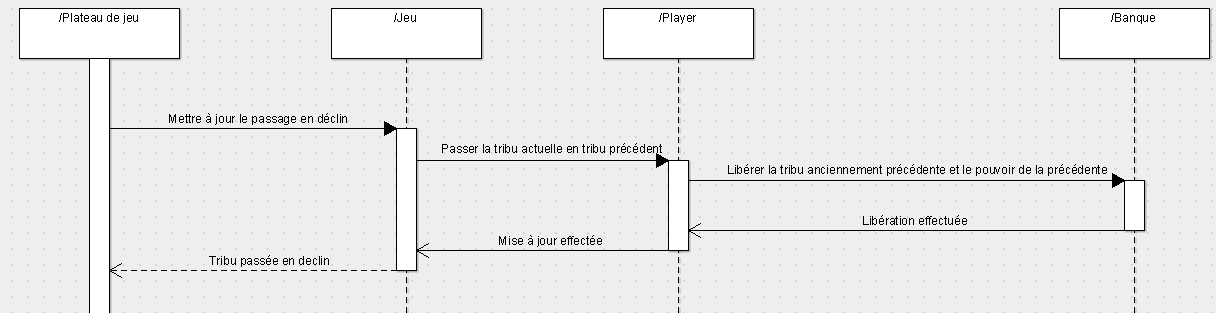 /Plateau de jeu
/Jeu
/Player
/Banque
Mettre à jour le passage en déclin
Passer la tribu actuelle en tribu précédent
Libérer la tribu anciennement précédente et le pouvoir de la précédente
Libération effectuée
Mise à jour effectée
Tribu passée en declin